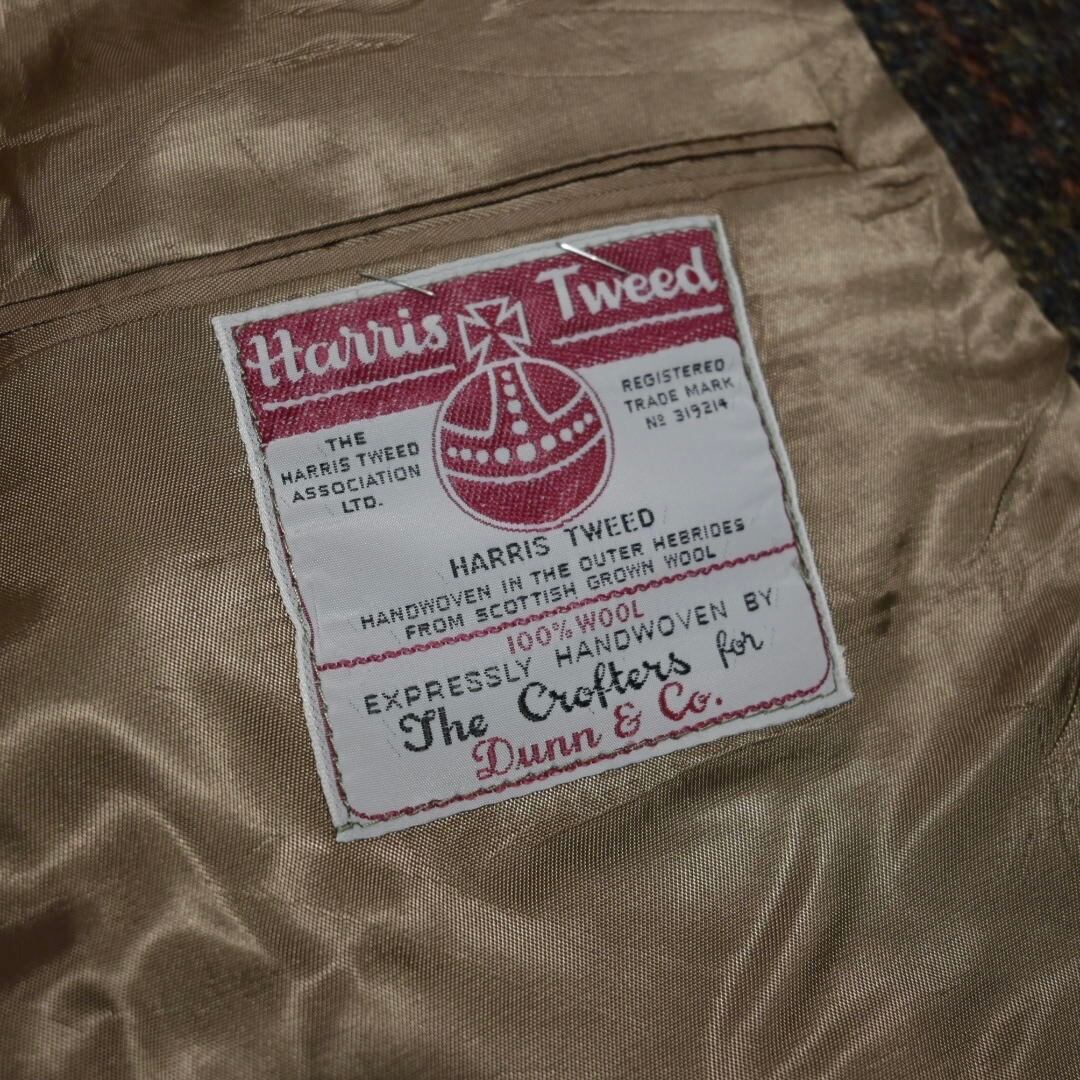 Harris Tweed
THE
HARRIS TWEED
ASSOCIATION
LTD.
REGISTERED
TRADE MARK
Nº 319214
HARRIS TWEED
HANDWOVEN IN THE OUTER HEBRIDES
FROM SCOTTISH GROWN WOOL
100% WOOL
EXPRESSLY HANDWOVEN BY
The Crofters for
Dunn & Co.